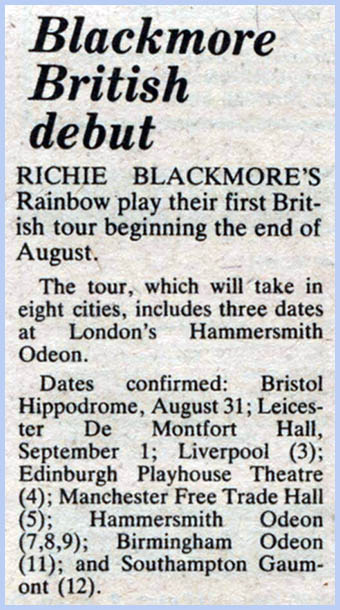 Blackmore
British
debut
RICHIE BLACKMORE'S
Rainbow play their first Brit-
ish tour beginning the end of
August.
The tour, which will take in
eight cities, includes three dates
at London's Hammersmith
Odeon.
Dates confirmed: Bristol
Hippodrome, August 31; Leices-
ter De Montfort Hall,
September 1; Liverpool (3);
Edinburgh Playhouse Theatre
(4); Manchester Free Trade Hall
(5); Hammersmith Odeon
(7,8,9); Birmingham Odeon
(11); and Southampton Gaum-
ont (12).